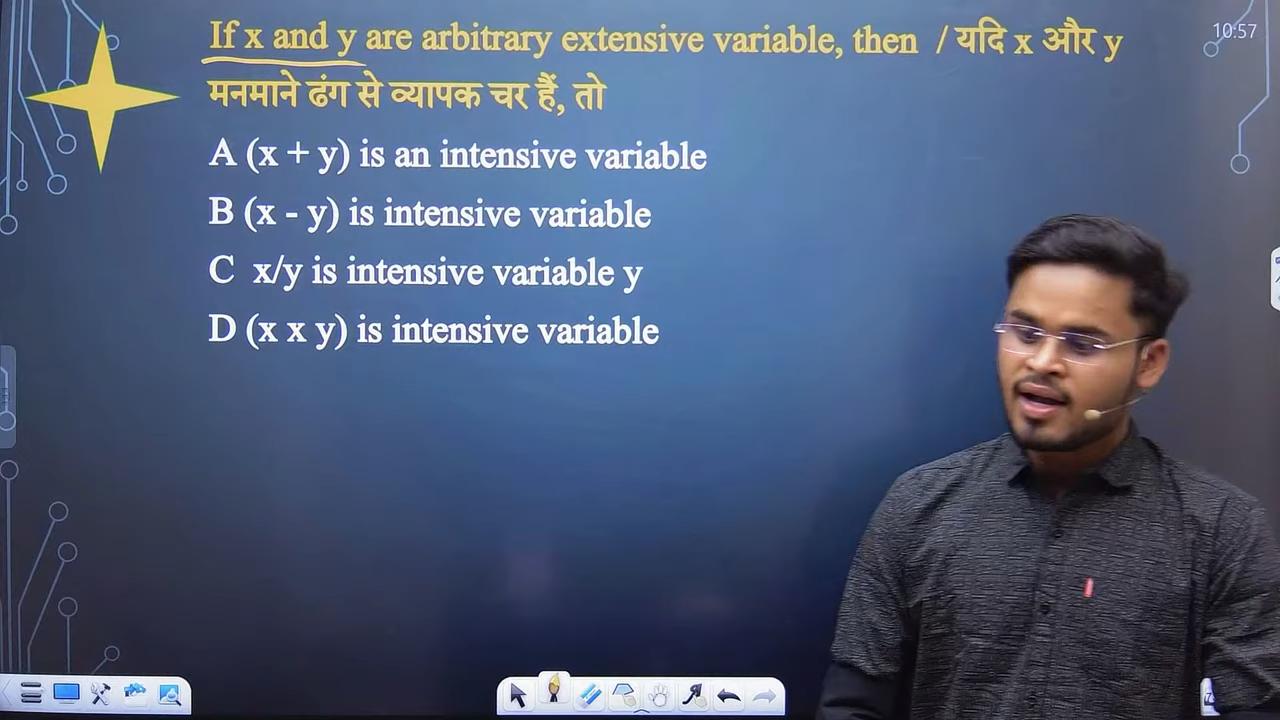 If x and y are arbitrary extensive variable, then / यदि x और y
मनमाने ढंग से व्यापक चर हैं, तो
A (x + y) is an intensive variable
B (x - y) is intensive variable
C x/y is intensive variable y
D (x x y) is intensive variable
10:57